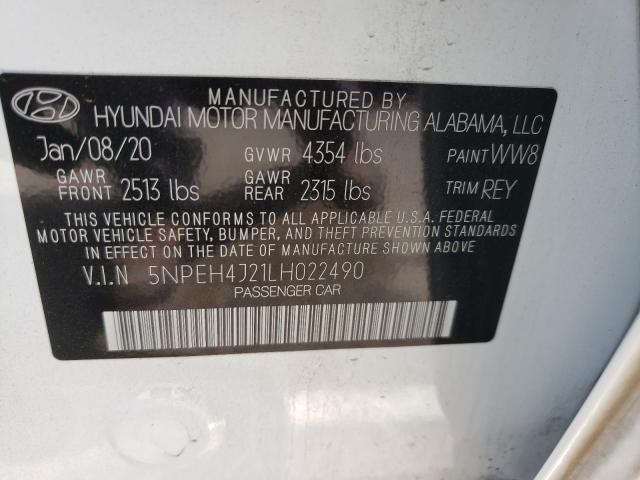 MANUFACTURED BY
HYUNDAI MOTOR MANUFACTURING ALABAMA, LLC
Jan/08/20 GVWR 4354 lbs PAINT WW8
GAWR FRONT 2513 lbs GAWR REAR 2315 lbs TRIM REY
THIS VEHICLE CONFORMS TO ALL APPLICABLE U.S.A. FEDERAL
MOTOR VEHICLE SAFETY, BUMPER, AND THEFT PREVENTION STANDARDS
IN EFFECT ON THE DATE OF MANUFACTURE SHOWN ABOVE.
V.I.N 5NPEH4J21LH022490
PASSENGER CAR